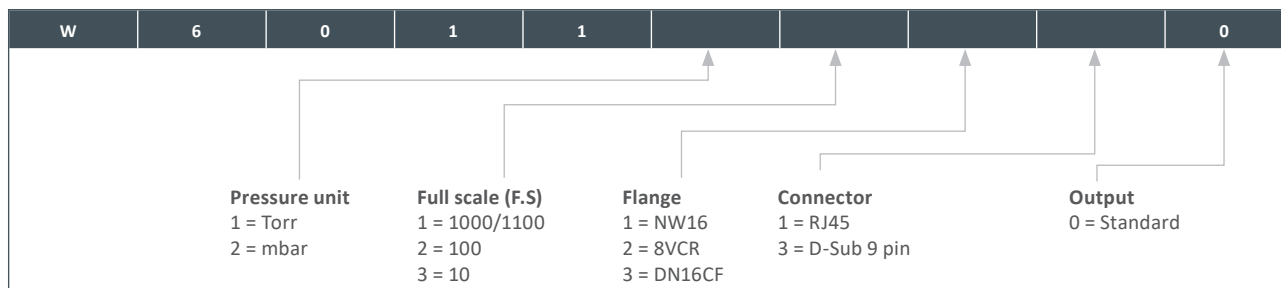 W 6 0 1 1 0
Pressure unit
1 = Torr
2 = mbar
Full scale (F.S)
1 = 1000/1100
2 = 100
3 = 10
Flange
1 = NW16
2 = 8VCR
3 = DN16CF
Connector
1 = RJ45
3 = D-Sub 9 pin
Output
0 = Standard